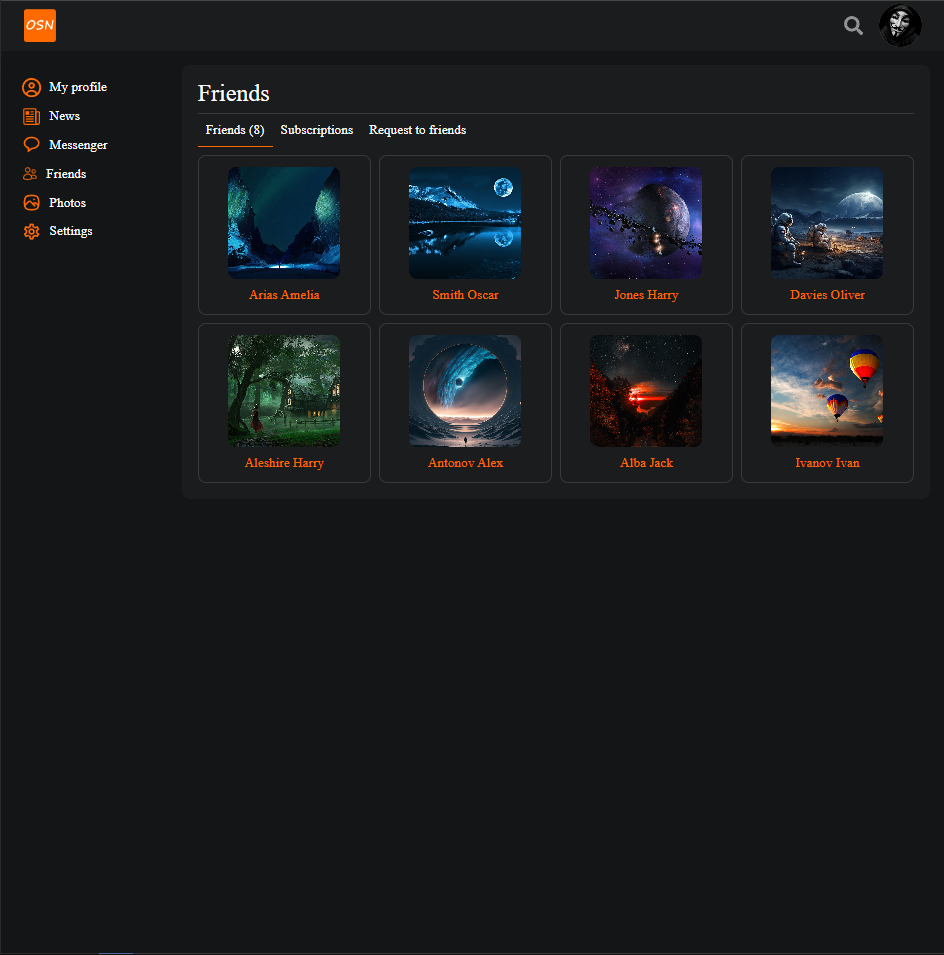 OSN
My profile
News
Messenger
Friends
Photos
Settings
Friends
Friends (8) Subscriptions Request to friends
Arias Amelia Smith Oscar Jones Harry Davies Oliver
Aleshire Harry Antonov Alex Alba Jack Ivanov Ivan